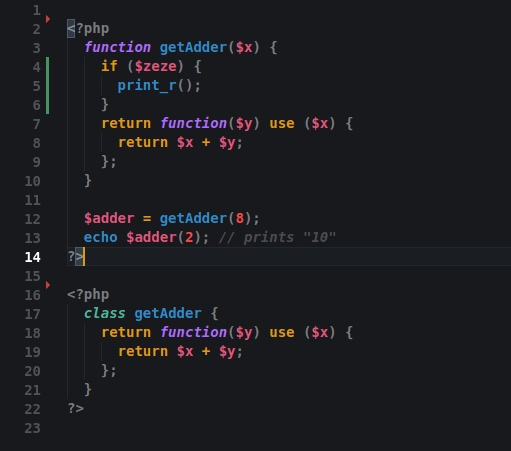 1
2 <?php
3   function getAdder($x) {
4     if ($zeze) {
5       print_r();
6     }
7     return function($y) use ($x) {
8       return $x + $y;
9     };
10   }
11
12   $adder = getAdder(8);
13   echo $adder(2); // prints "10"
14 ?>
15
16 <?php
17   class getAdder {
18     return function($y) use ($x) {
19       return $x + $y;
20     };
21   }
22 ?>
23